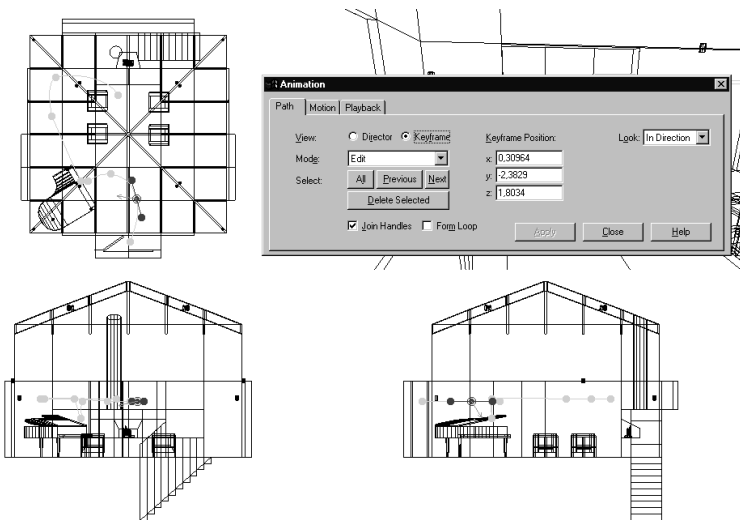 Animation
Path Motion Playback
View: Director Keyframe Keyframe Position: Look: In Direction
Mode: Edit x: 0,30964
y: -2,3829
Select: All Previous Next z: 1,8034
Delete Selected
Join Handles Form Loop Apply Close Help